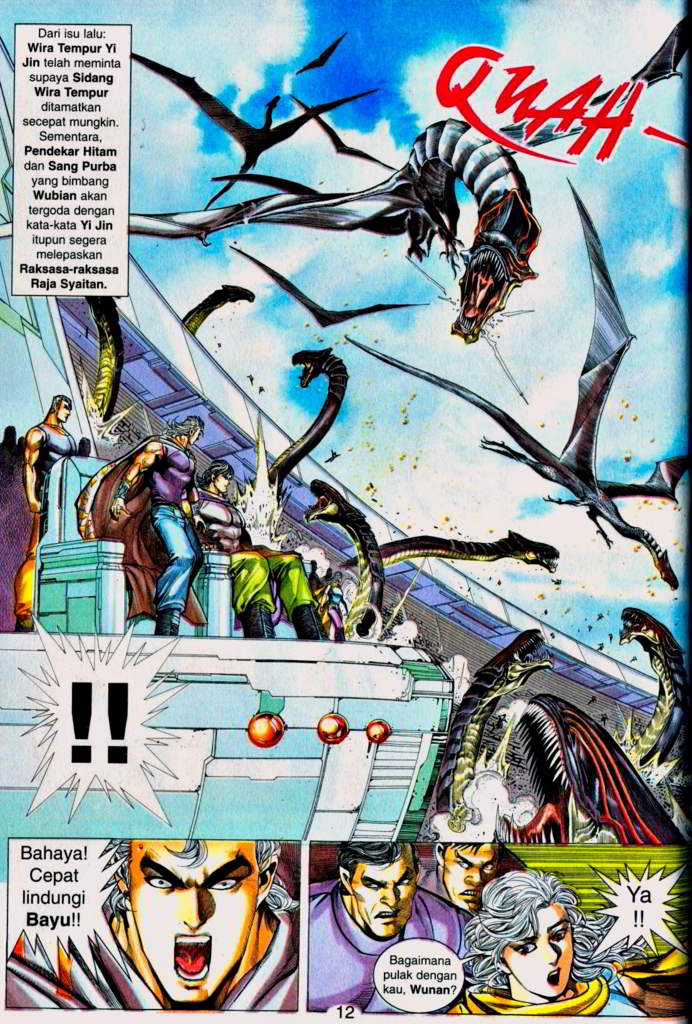 Dari isu lalu:
Wira Tempur Yi
Jin telah meminta
supaya Sidang
Wira Tempur
ditamatkan
secepat mungkin.
Sementara,
Pendekar Hitam
dan Sang Purba
yang bimbang
Wubian akan
tergoda dengan
kata-kata Yi Jin
itupun segera
melepaskan
Raksasa-raksasa
Raja Syaitan.
QUAH
!!
Bahaya!
Cepat
lindungi
Bayu!!
Bagaimana
pulak dengan
kau, Wunan?
Ya
!!
12